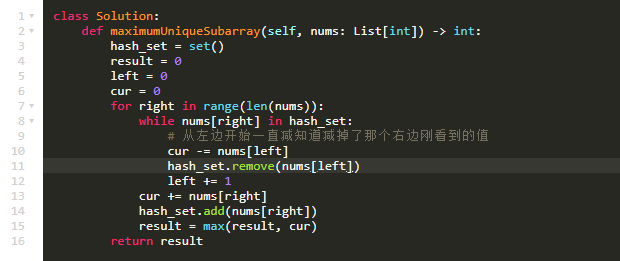 1 class Solution:
2     def maximumUniqueSubarray(self, nums: List[int]) -> int:
3         hash_set = set()
4         result = 0
5         left = 0
6         cur = 0
7         for right in range(len(nums)):
8             while nums[right] in hash_set:
9                 # 从左边开始一直减知道减掉了那个右边刚看到的值
10                 cur -= nums[left]
11                 hash_set.remove(nums[left])
12                 left += 1
13             cur += nums[right]
14             hash_set.add(nums[right])
15             result = max(result, cur)
16         return result